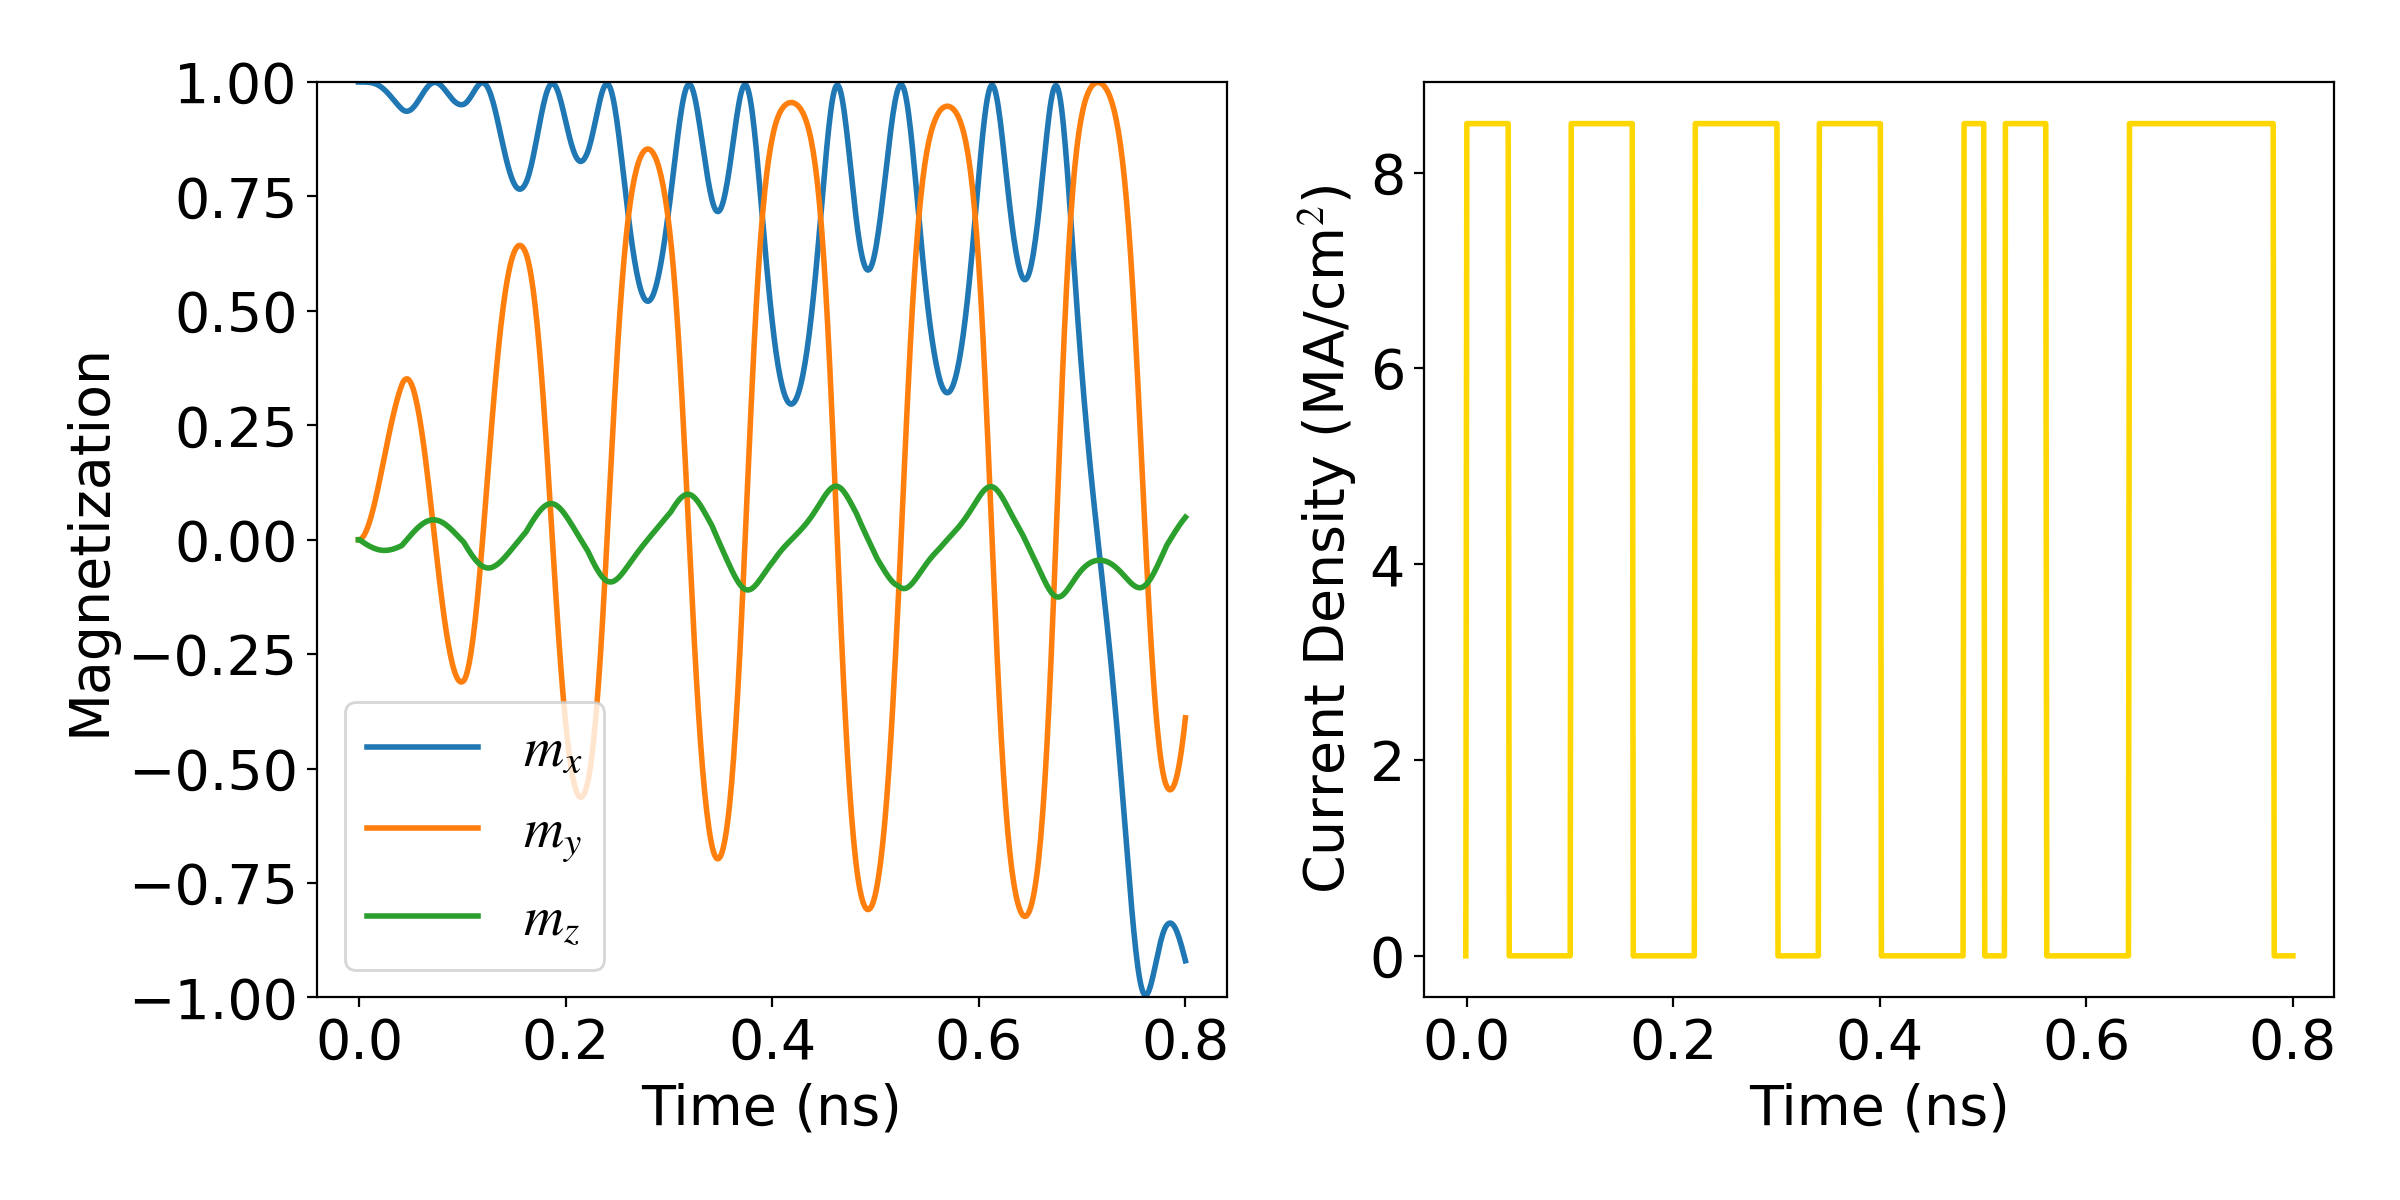 Magnetization
1.00
0.75
0.50
0.25
0.00
−0.25
−0.50
−0.75
−1.00
0.0 0.2 0.4 0.6 0.8
Time (ns)
m_x
m_y
m_z
Current Density (MA/cm²)
8
6
4
2
0
0.0 0.2 0.4 0.6 0.8
Time (ns)